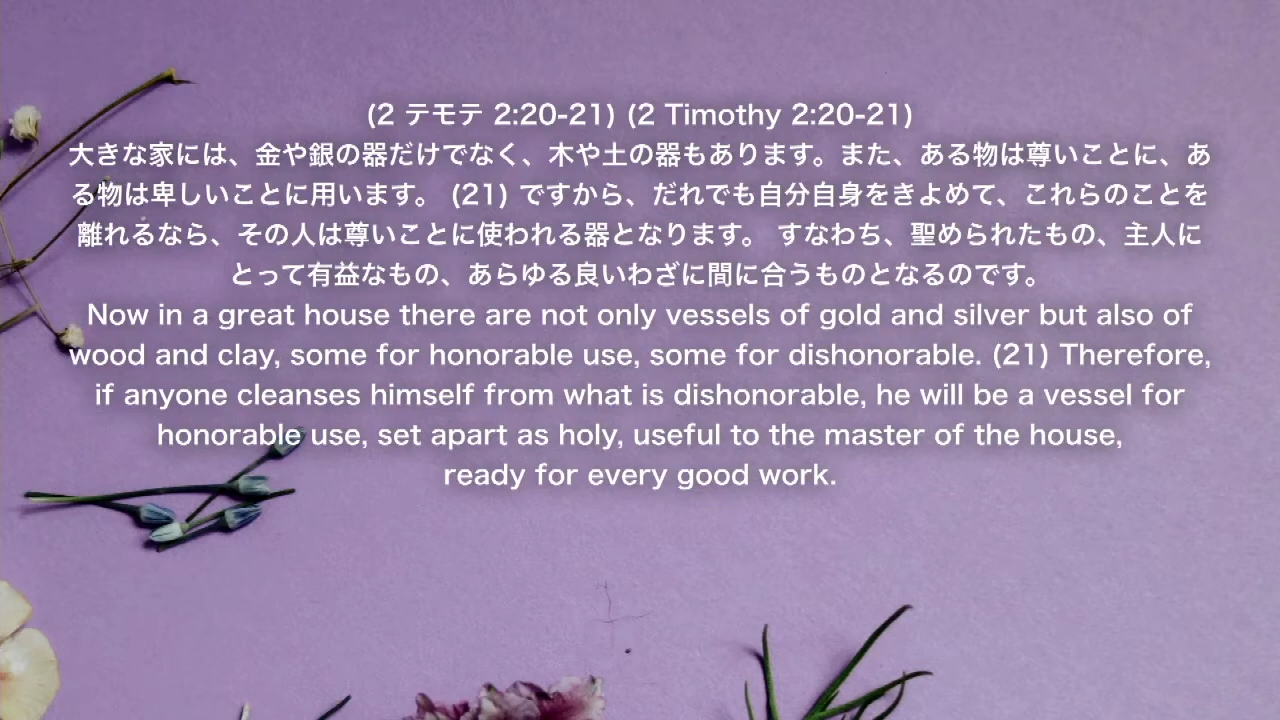 (2 テモテ 2:20-21) (2 Timothy 2:20-21)
大きな家には、金や銀の器だけでなく、木や土の器もあります。また、ある物は尊いことに、あ
る物は卑しいことに用います。 (21) ですから、だれでも自分自身をきよめて、これらのことを
離れるなら、その人は尊いことに使われる器となります。 すなわち、聖められたもの、主人に
とって有益なもの、あらゆる良いわざに間に合うものとなるのです。
Now in a great house there are not only vessels of gold and silver but also of
wood and clay, some for honorable use, some for dishonorable. (21) Therefore,
if anyone cleanses himself from what is dishonorable, he will be a vessel for
honorable use, set apart as holy, useful to the master of the house,
ready for every good work.